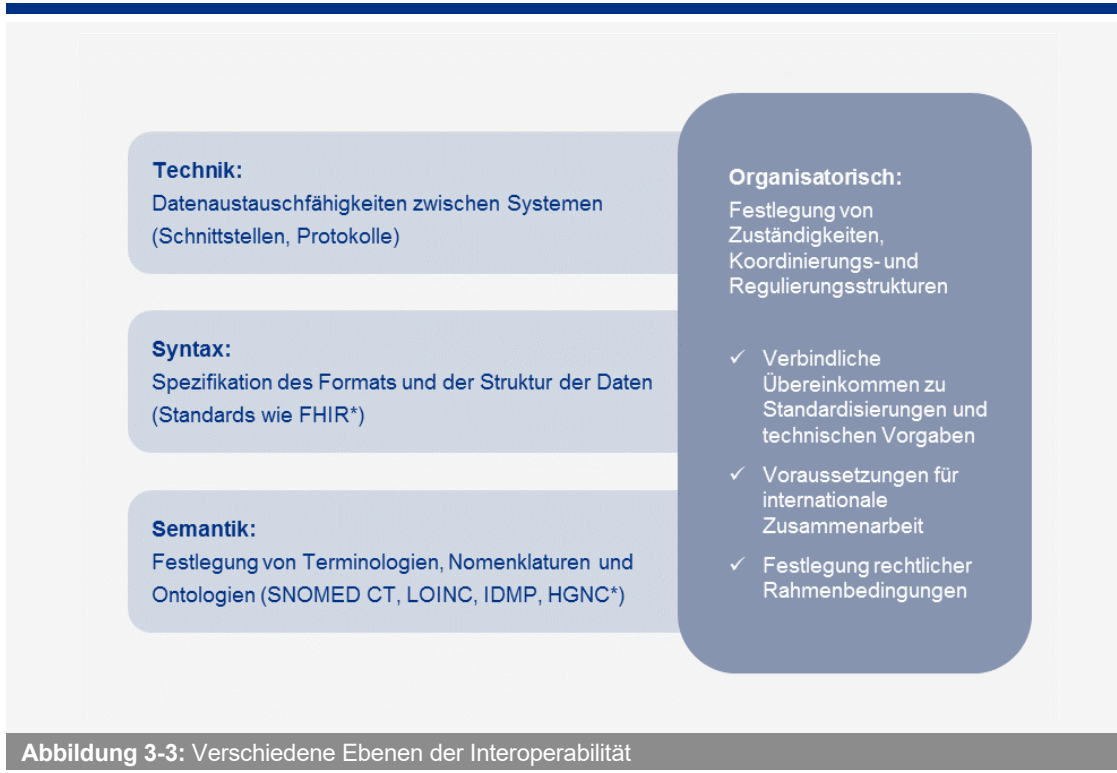 Technik:
Datenaustauschfähigkeiten zwischen Systemen
(Schnittstellen, Protokolle)
Syntax:
Spezifikation des Formats und der Struktur der Daten
(Standards wie FHIR*)
Semantik:
Festlegung von Terminologien, Nomenklaturen und
Ontologien (SNOMED CT, LOINC, IDMP, HGNC*)
Organisatorisch:
Festlegung von
Zuständigkeiten,
Koordinierungs- und
Regulierungsstrukturen
✓ Verbindliche
Übereinkommen zu
Standardisierungen und
technischen Vorgaben
✓ Voraussetzungen für
internationale
Zusammenarbeit
✓ Festlegung rechtlicher
Rahmenbedingungen
Abbildung 3-3: Verschiedene Ebenen der Interoperabilität